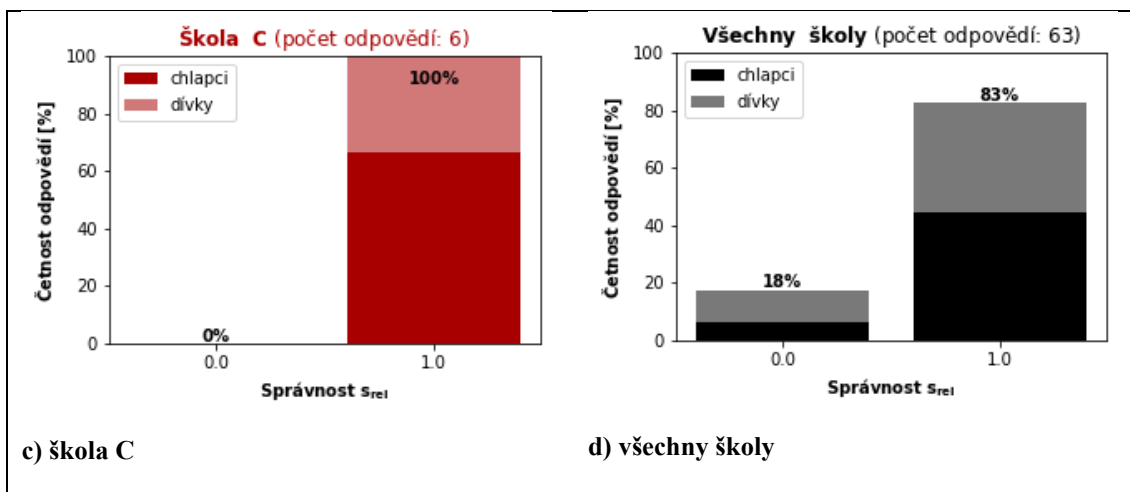 Škola C (počet odpovědí: 6)
100
80
60
40
20
0
Četnost odpovědí [%]
chlapci
dívky
0%
100%
0.0
1.0
Správnost s_rel
c) škola C
Všechny školy (počet odpovědí: 63)
100
80
60
40
20
0
Četnost odpovědí [%]
chlapci
dívky
18%
83%
0.0
1.0
Správnost s_rel
d) všechny školy